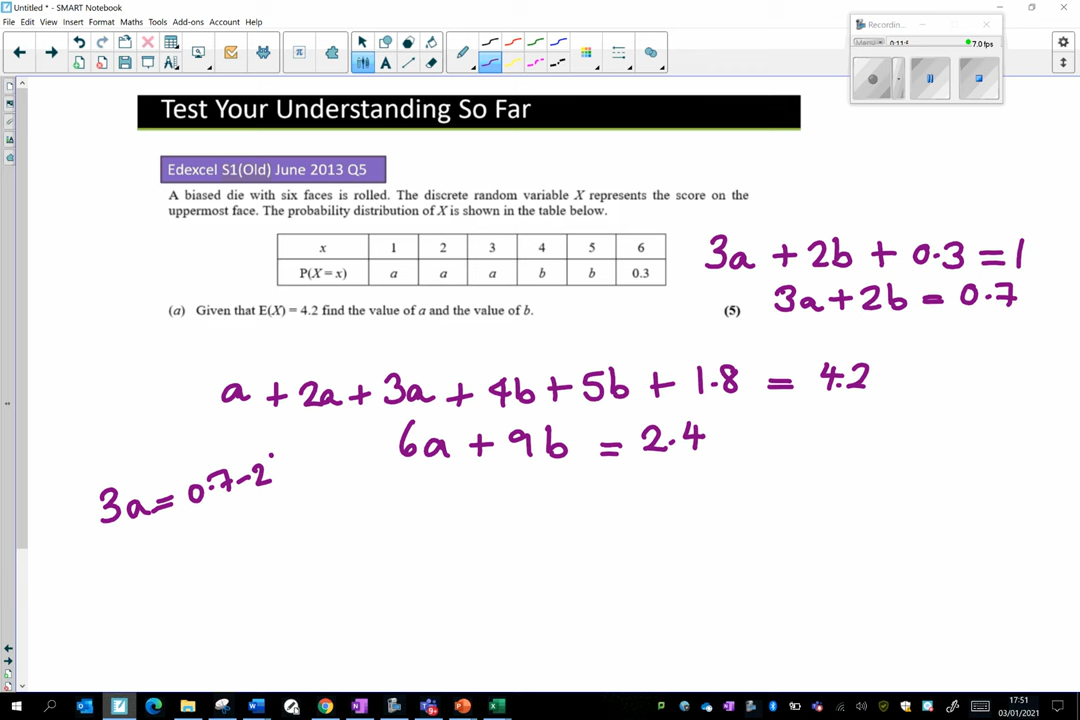 Untitled * - SMART Notebook
File Edit View Insert Format Maths Tools Add-ons Account Help
Recordin...
0:11:4
7.0 fps
Test Your Understanding So Far
Edexcel S1(Old) June 2013 Q5
A biased die with six faces is rolled. The discrete random variable X represents the score on the
uppermost face. The probability distribution of X is shown in the table below.
x 1 2 3 4 5 6
P(X = x) a a a b b 0.3
3a + 2b + 0.3 = 1
3a + 2b = 0.7
(a) Given that E(X) = 4.2 find the value of a and the value of b. (5)
a + 2a + 3a + 4b + 5b + 1.8 = 4.2
6a + 9b = 2.4
3a = 0.7 - 2
17:51
03/01/2021